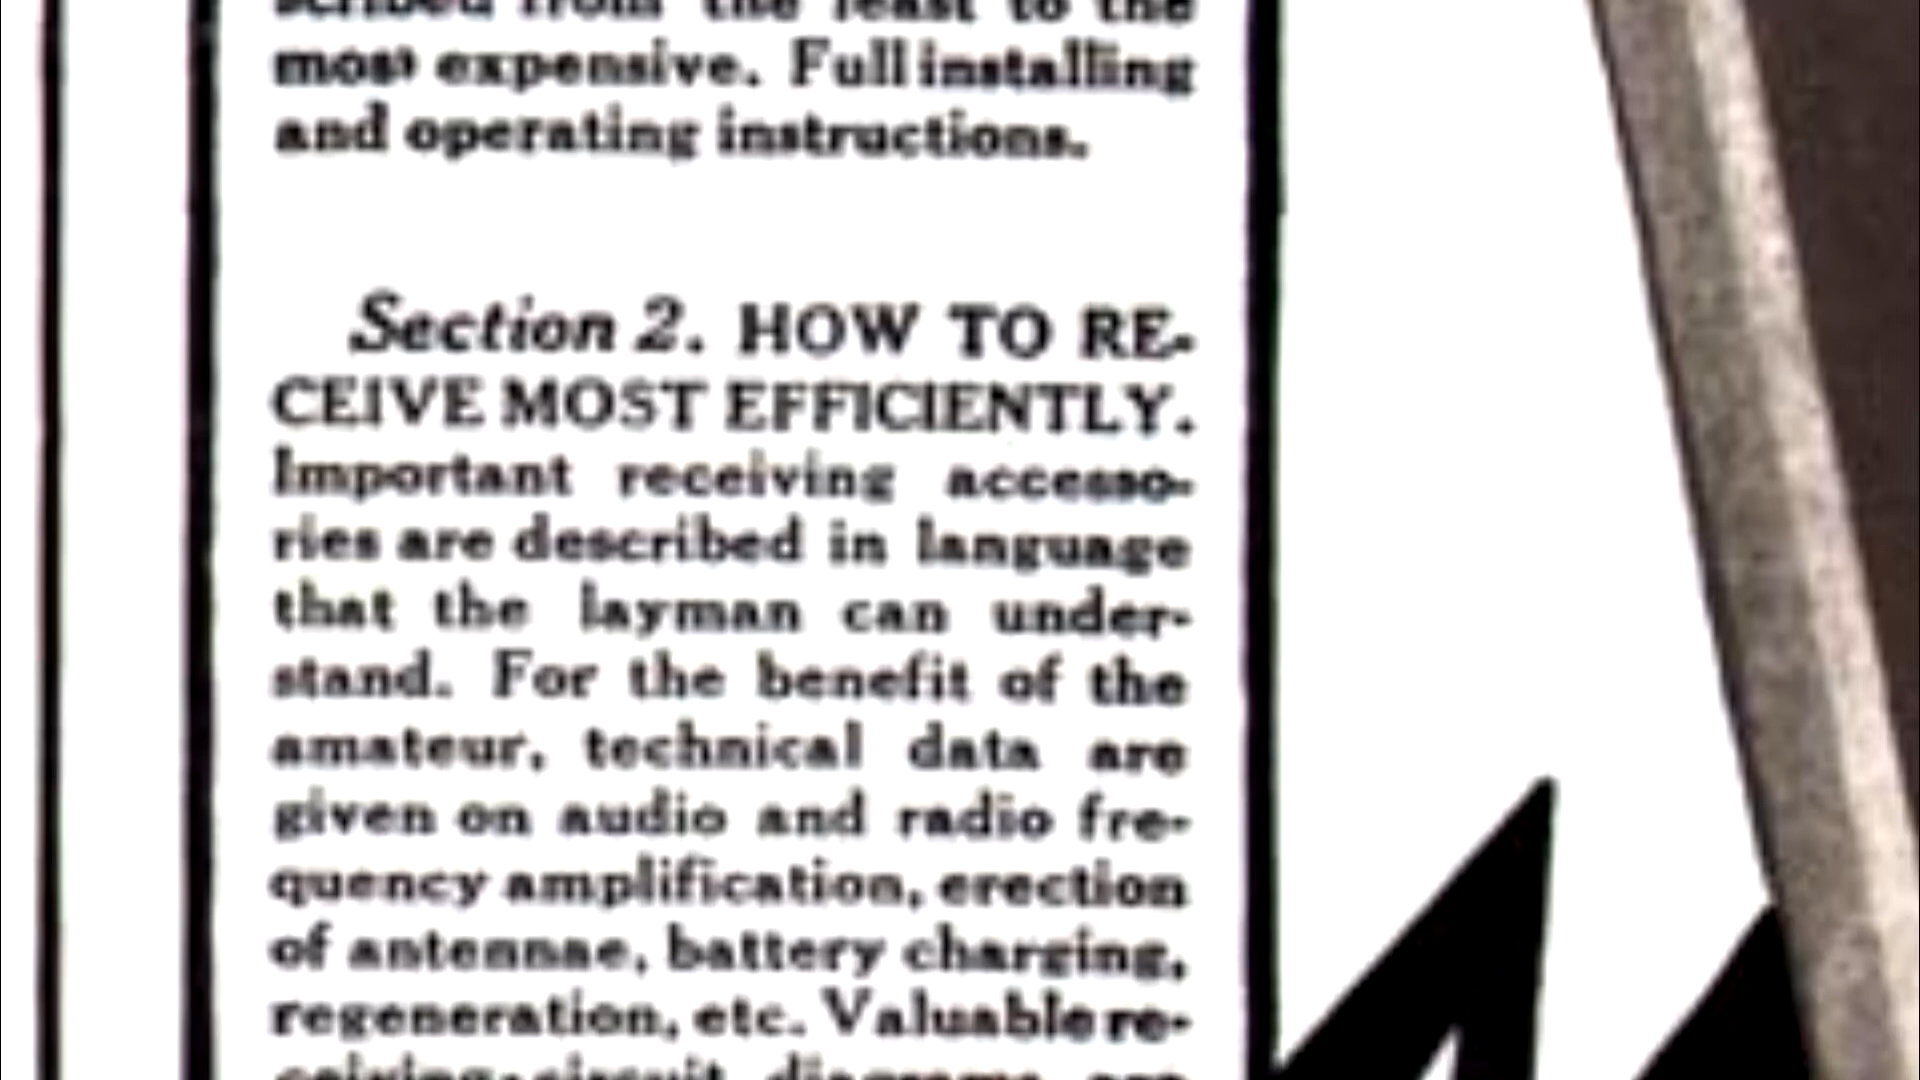 scribed from the least to the
most expensive. Full installing
and operating instructions.
Section 2. HOW TO RE-
CEIVE MOST EFFICIENTLY.
Important receiving accesso-
ries are described in language
that the layman can under-
stand. For the benefit of the
amateur, technical data are
given on audio and radio fre-
quency amplification, erection
of antennae, battery charging,
regeneration, etc. Valuable re-
ceiving-circuit diagrams are